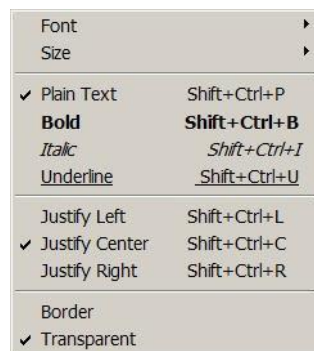 Font
Size
Plain Text Shift+Ctrl+P
Bold Shift+Ctrl+B
Italic Shift+Ctrl+I
Underline Shift+Ctrl+U
Justify Left Shift+Ctrl+L
Justify Center Shift+Ctrl+C
Justify Right Shift+Ctrl+R
Border
Transparent